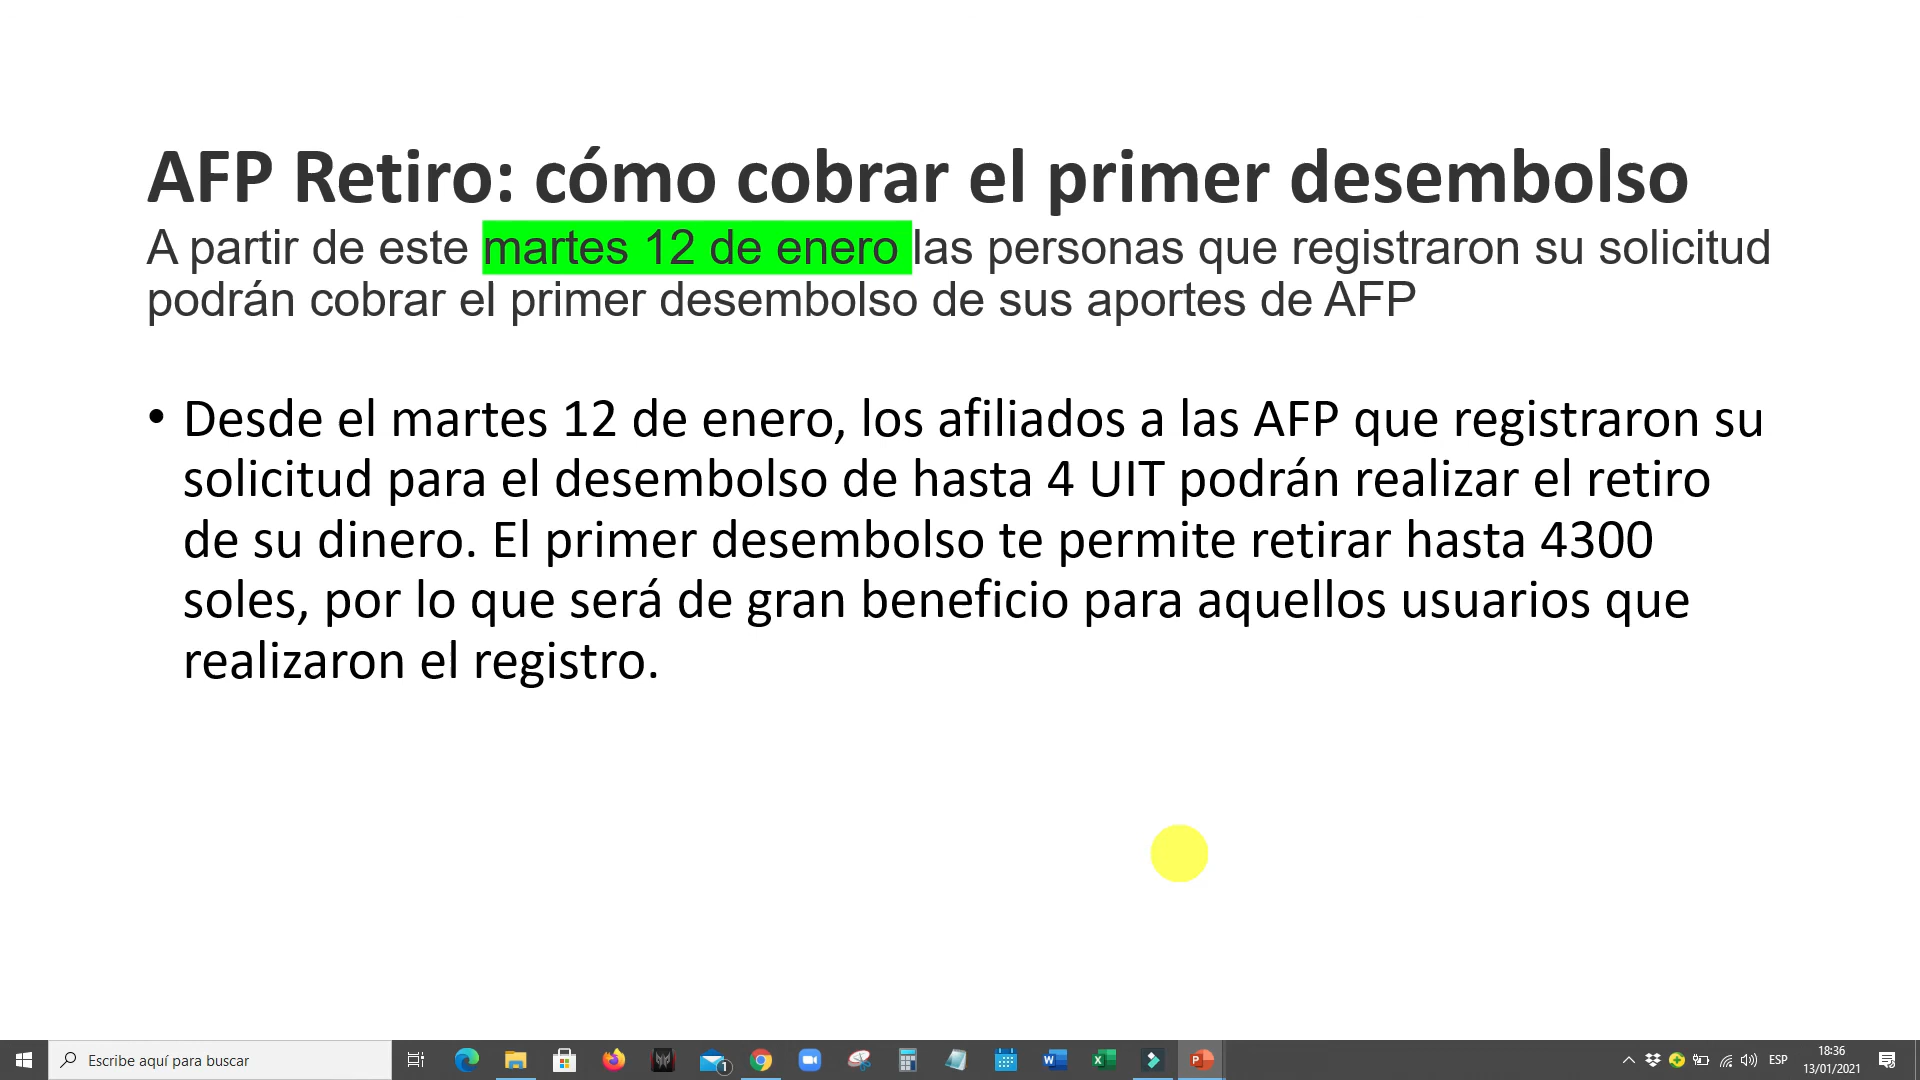 AFP Retiro: cómo cobrar el primer desembolso
A partir de este martes 12 de enero las personas que registraron su solicitud
podrán cobrar el primer desembolso de sus aportes de AFP
• Desde el martes 12 de enero, los afiliados a las AFP que registraron su
solicitud para el desembolso de hasta 4 UIT podrán realizar el retiro
de su dinero. El primer desembolso te permite retirar hasta 4300
soles, por lo que será de gran beneficio para aquellos usuarios que
realizaron el registro.
Escribe aquí para buscar
1
ESP
18:36
13/01/2021